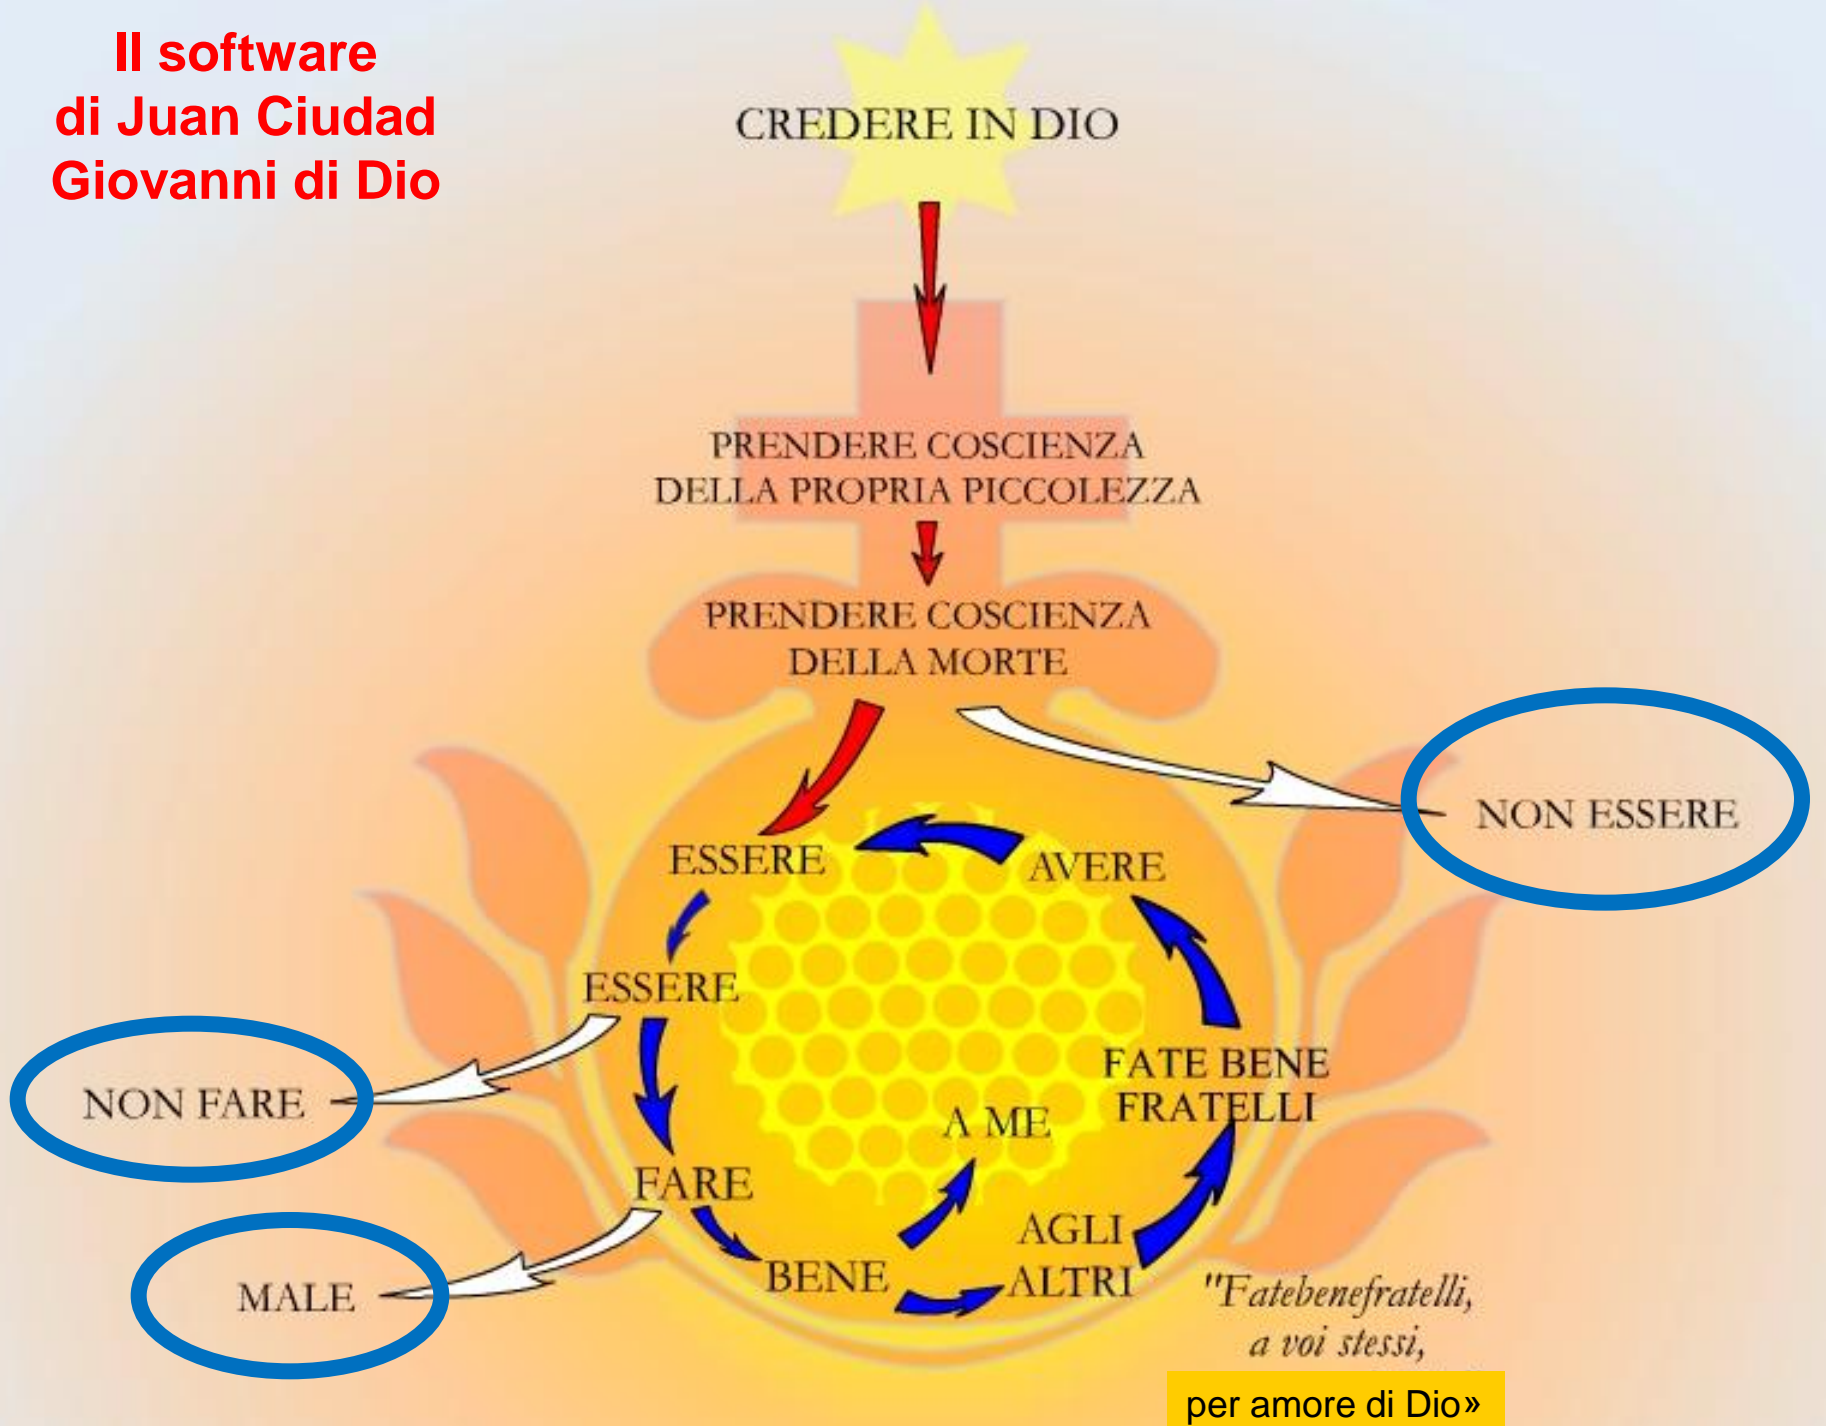 Il software
di Juan Ciudad
Giovanni di Dio
CREDERE IN DIO
PRENDERE COSCIENZA
DELLA PROPRIA PICCOLEZZA
PRENDERE COSCIENZA
DELLA MORTE
NON ESSERE
ESSERE
AVERE
ESSERE
NON FARE
FATE BENE
FRATELLI
A ME
FARE
AGLI
ALTRI
BENE
MALE
"Fatebenefratelli,
a voi stessi,
per amore di Dio»